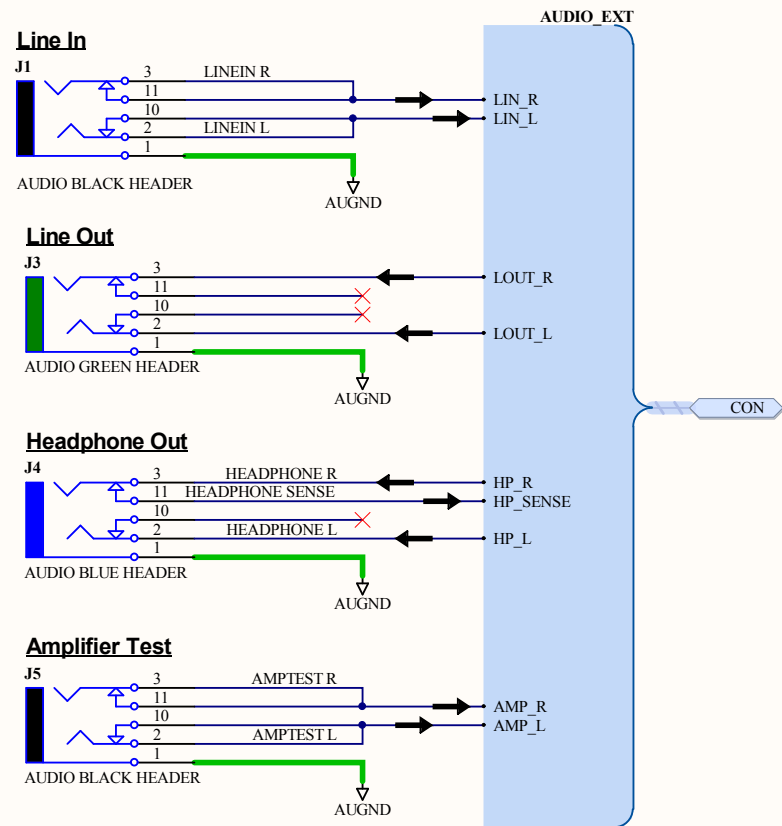 AUDIO_EXT
Line In
J1
3 LINEIN R
11 LIN_R
10 LIN_L
2 LINEIN L
1
AUDIO BLACK HEADER
AUGND
Line Out
J3
3 LOUT_R
11
10
2 LOUT_L
1
AUDIO GREEN HEADER
AUGND
CON
Headphone Out
J4
3 HEADPHONE R HP_R
11 HEADPHONE SENSE HP_SENSE
10
2 HEADPHONE L HP_L
1
AUDIO BLUE HEADER
AUGND
Amplifier Test
J5
3 AMPTEST R
11 AMP_R
10 AMP_L
2 AMPTEST L
1
AUDIO BLACK HEADER
AUGND